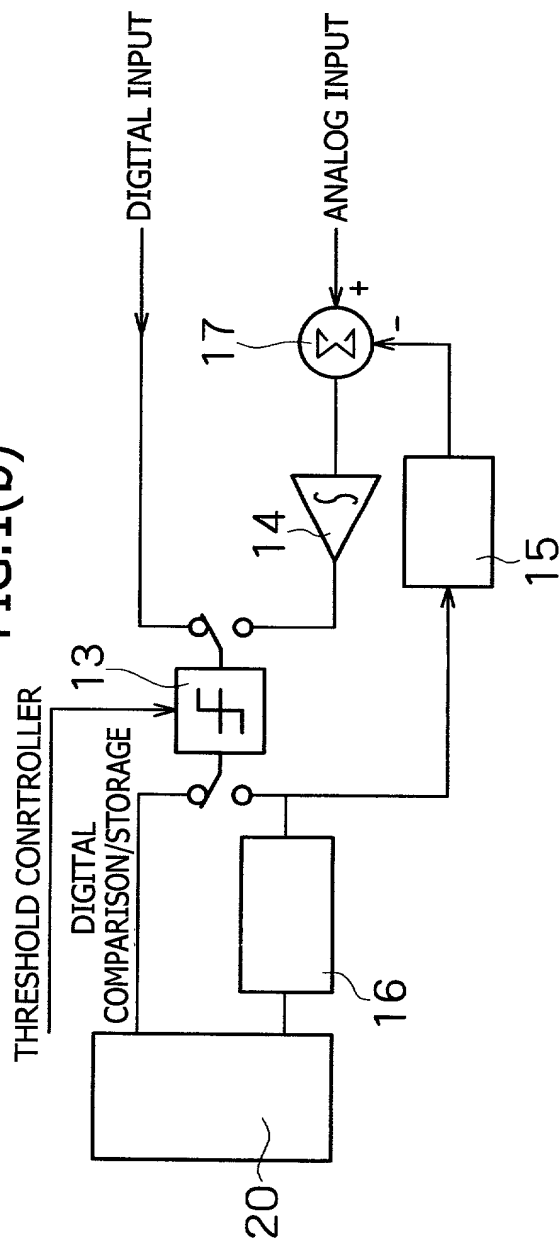 FIG.1(b)
THRESHOLD CONRTROLLER
DIGITAL
COMPARISON/STORAGE
DIGITAL INPUT
ANALOG INPUT
13
14
17
+
−
Σ
∫
15
16
20